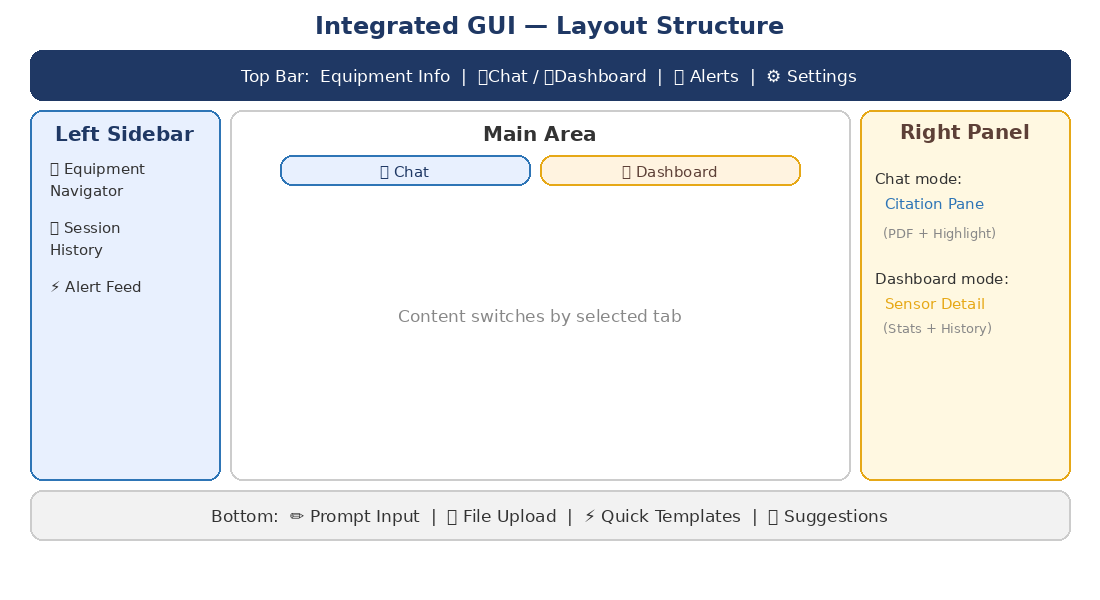 Integrated GUI — Layout Structure
Top Bar:  Equipment Info  |  Chat / Dashboard  |  Alerts  |  ⚙ Settings
Left Sidebar
Equipment
Navigator
Session
History
⚡ Alert Feed
Main Area
Chat
Dashboard
Content switches by selected tab
Right Panel
Chat mode:
Citation Pane
(PDF + Highlight)
Dashboard mode:
Sensor Detail
(Stats + History)
Bottom:  ✏ Prompt Input  |  File Upload  |  ⚡ Quick Templates  |  Suggestions